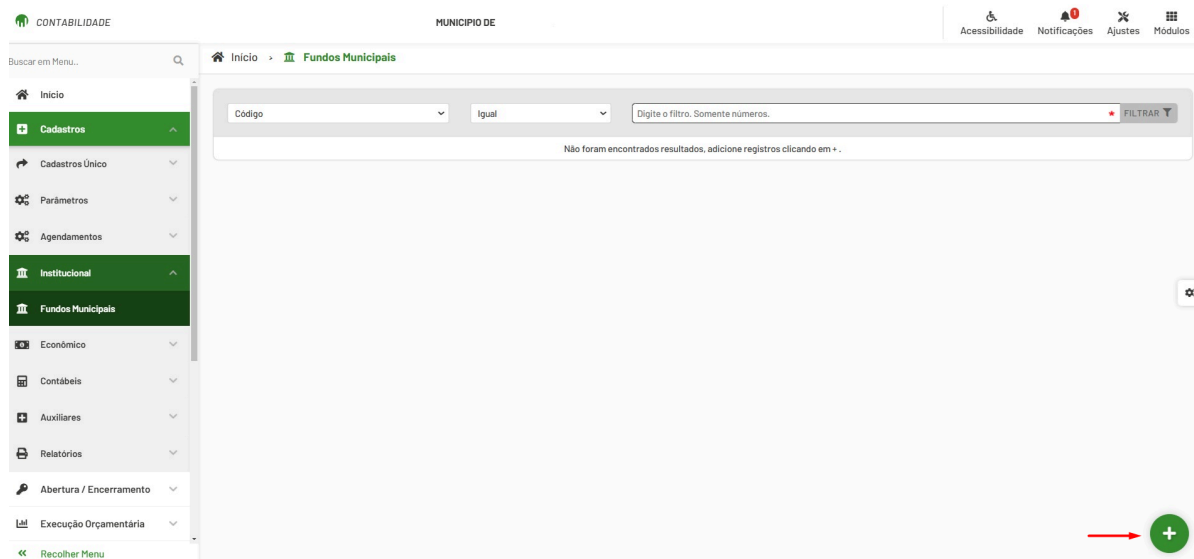 CONTABILIDADE
MUNICIPIO DE
Acessibilidade
Notificações
1
Ajustes
Módulos
Buscar em Menu..
Início > Fundos Municipais
Início
Cadastros
Cadastros Único
Parâmetros
Agendamentos
Institucional
Fundos Municipais
Econômico
Contábeis
Auxiliares
Relatórios
Abertura / Encerramento
Execução Orçamentária
Recolher Menu
Código
Igual
Digite o filtro. Somente números.
* FILTRAR
Não foram encontrados resultados, adicione registros clicando em + .